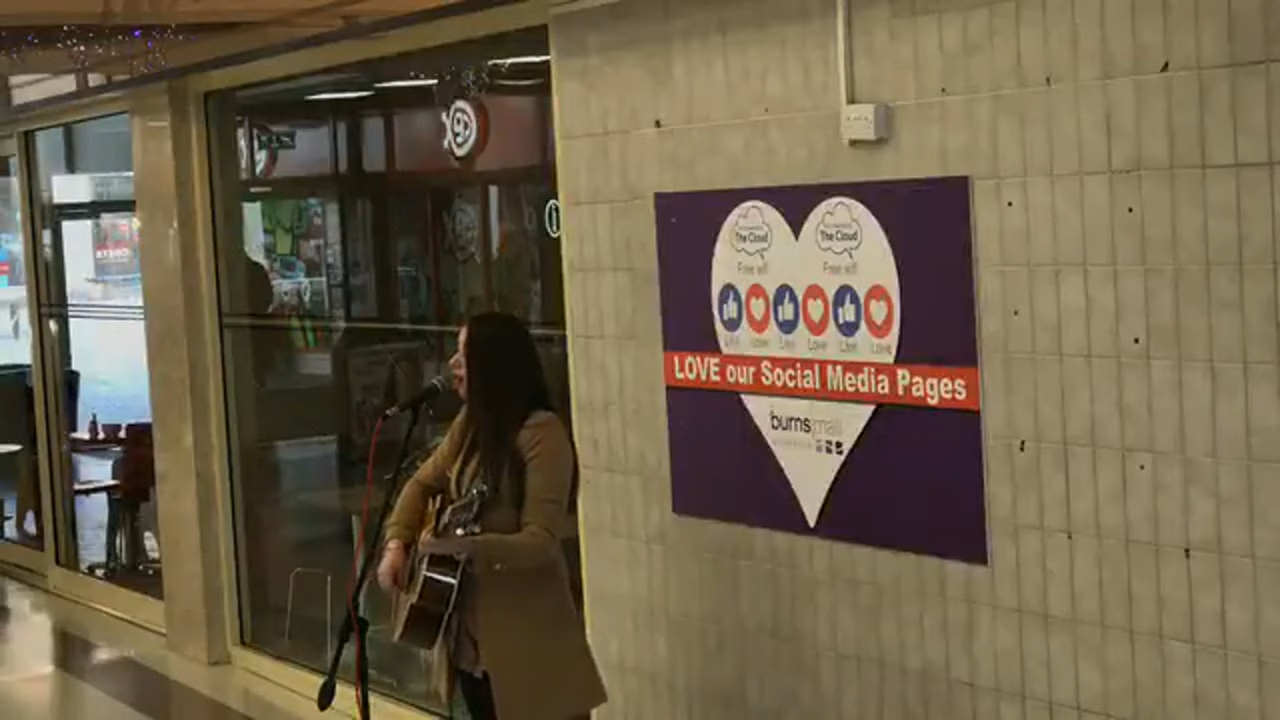 The Cloud
The Cloud
Free wifi
Free wifi
Like Love Like Love Like Love
LOVE our Social Media Pages
burnsmall